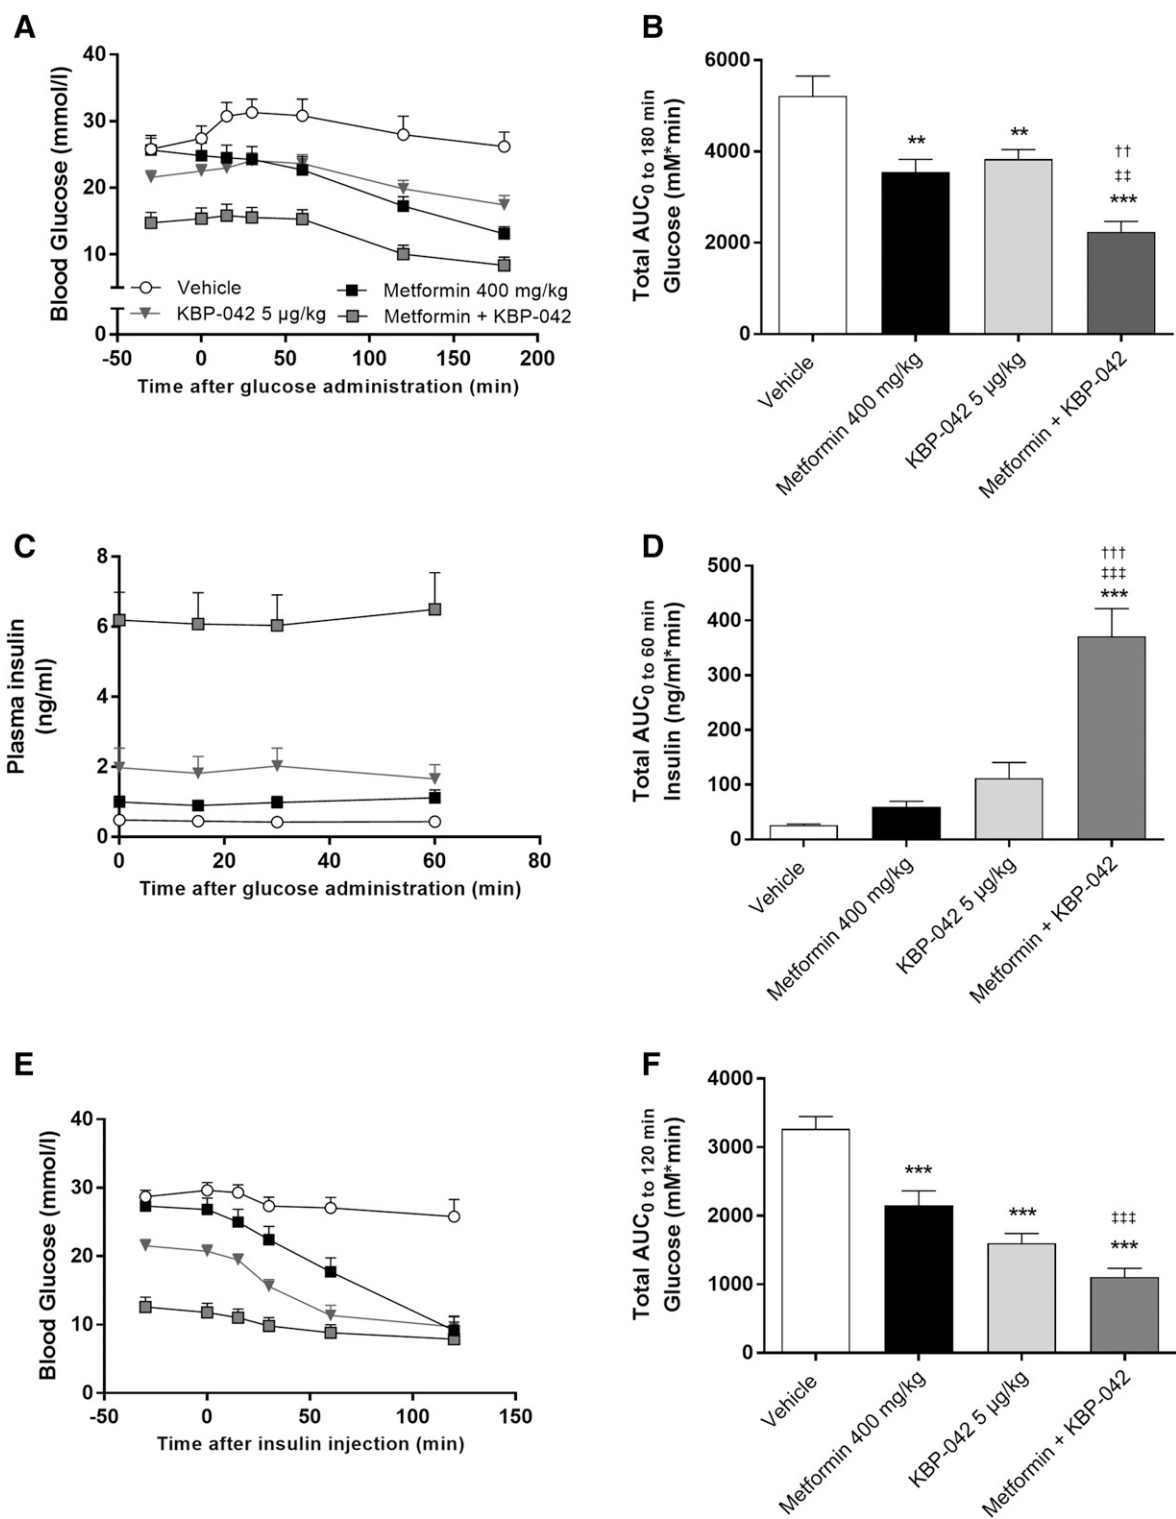 A
Blood Glucose (mmol/l)
40
30
20
10
0
-50 0 50 100 150 200
Time after glucose administration (min)
Vehicle
KBP-042 5 µg/kg
Metformin 400 mg/kg
Metformin + KBP-042
B
Total AUC0 to 180 min
Glucose (mM*min)
6000
4000
2000
0
**
**
††
‡‡
***
Vehicle
Metformin 400 mg/kg
KBP-042 5 µg/kg
Metformin + KBP-042
C
Plasma insulin
(ng/ml)
8
6
4
2
0
0 20 40 60 80
Time after glucose administration (min)
D
Total AUC0 to 60 min
Insulin (ng/ml*min)
500
400
300
200
100
0
†††
‡‡‡
***
Vehicle
Metformin 400 mg/kg
KBP-042 5 µg/kg
Metformin + KBP-042
E
Blood Glucose (mmol/l)
40
30
20
10
0
-50 0 50 100 150
Time after insulin injection (min)
F
Total AUC0 to 120 min
Glucose (mM*min)
4000
3000
2000
1000
0
***
***
‡‡‡
***
Vehicle
Metformin 400 mg/kg
KBP-042 5 µg/kg
Metformin + KBP-042